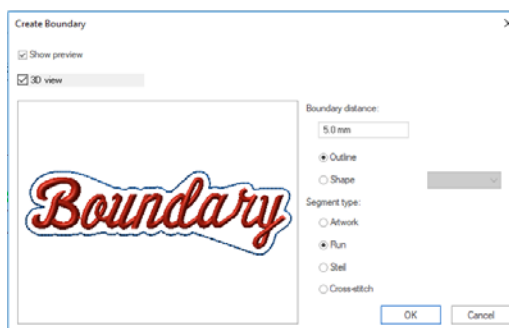 Create Boundary
Show preview
3D view
Boundary distance:
5.0 mm
Outline
Shape
Segment type:
Artwork
Run
Steil
Cross-stitch
Boundary
OK
Cancel